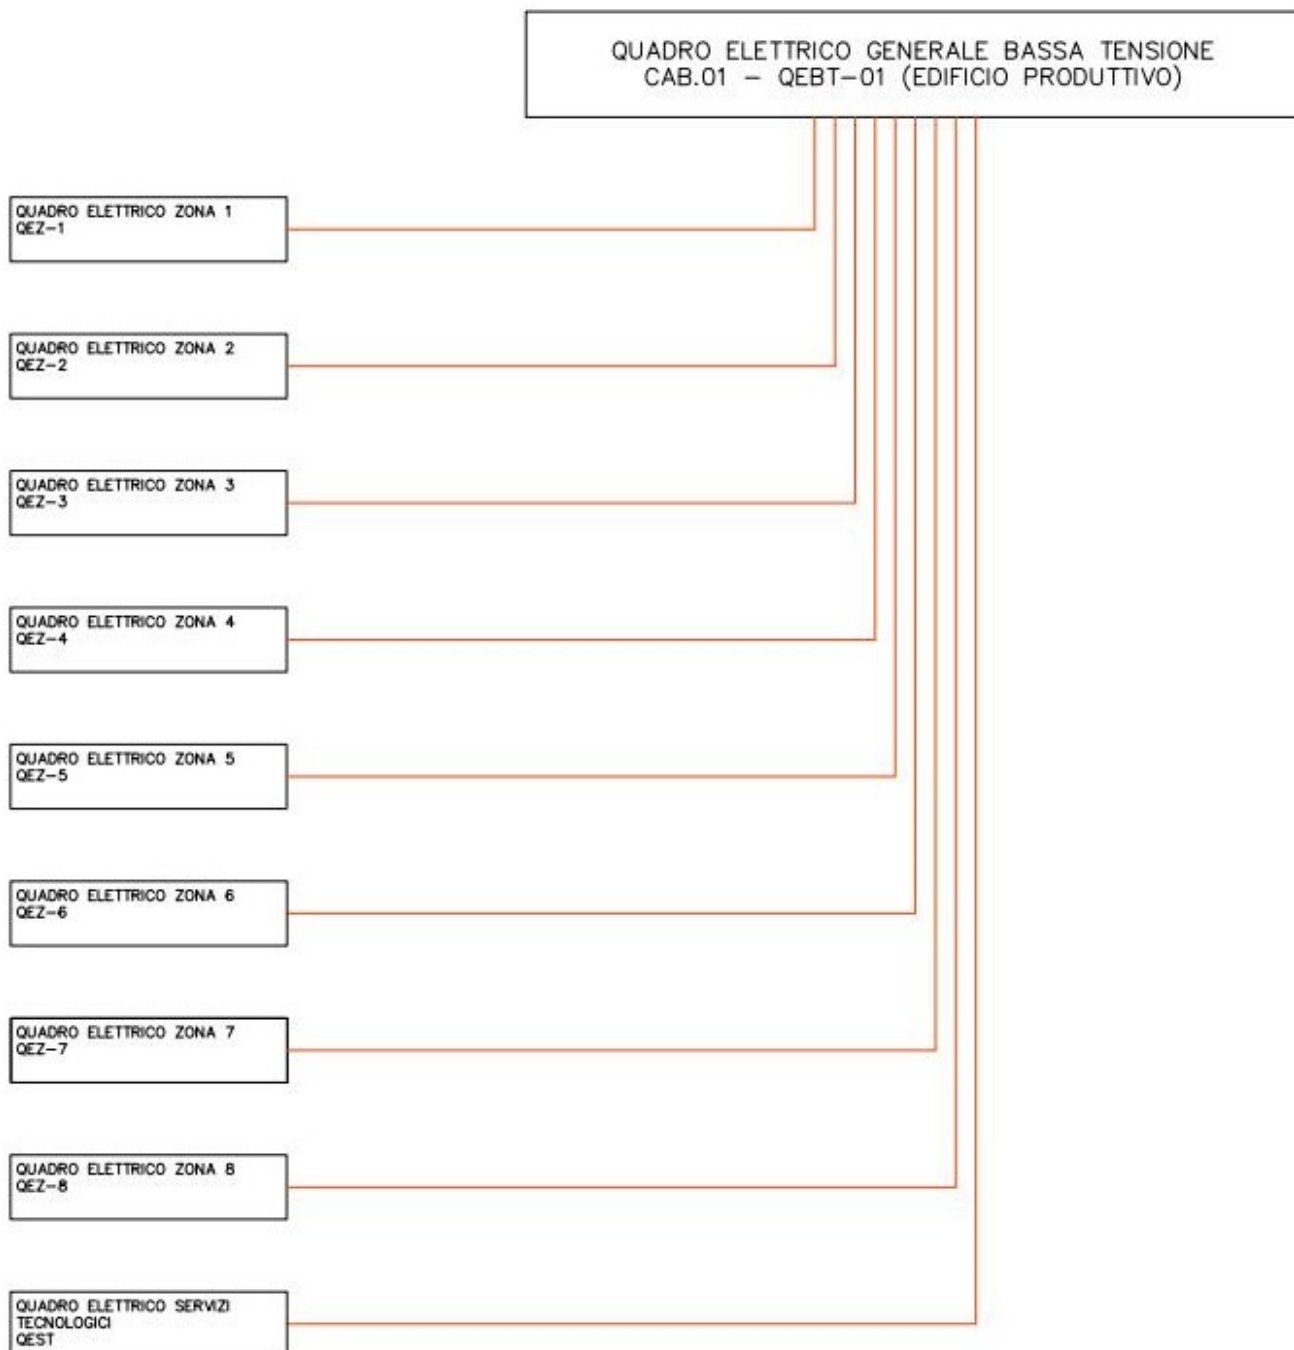 QUADRO ELETTRICO GENERALE BASSA TENSIONE
CAB.01 – QEBT–01 (EDIFICIO PRODUTTIVO)
QUADRO ELETTRICO ZONA 1
QEZ–1
QUADRO ELETTRICO ZONA 2
QEZ–2
QUADRO ELETTRICO ZONA 3
QEZ–3
QUADRO ELETTRICO ZONA 4
QEZ–4
QUADRO ELETTRICO ZONA 5
QEZ–5
QUADRO ELETTRICO ZONA 6
QEZ–6
QUADRO ELETTRICO ZONA 7
QEZ–7
QUADRO ELETTRICO ZONA 8
QEZ–8
QUADRO ELETTRICO SERVIZI
TECNOLOGICI
QEST